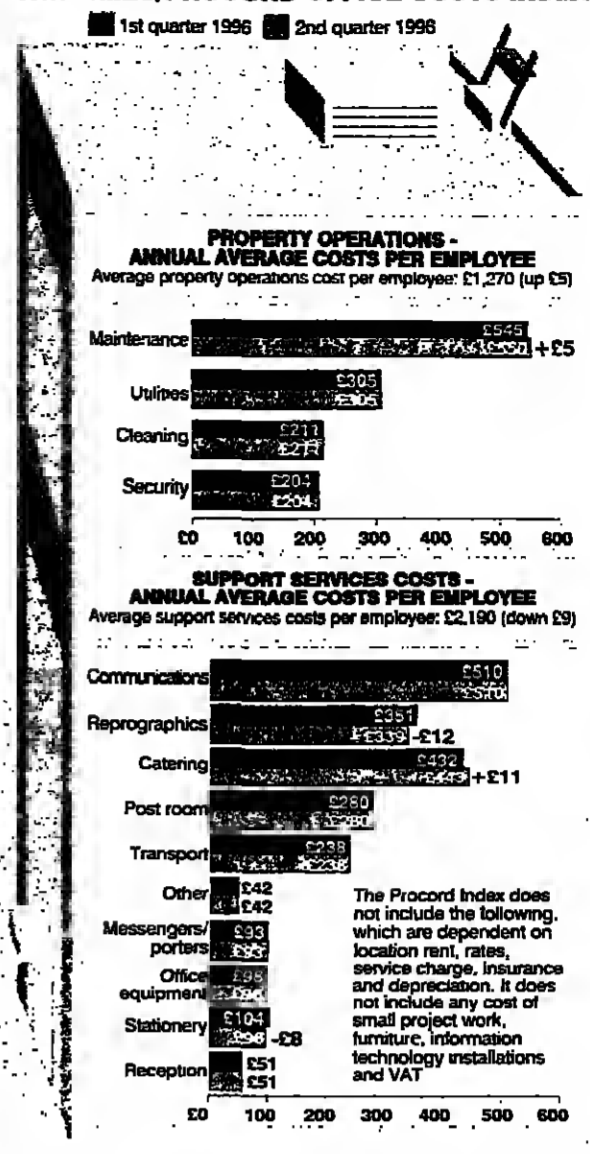 1st quarter 1996 2nd quarter 1996
PROPERTY OPERATIONS -
ANNUAL AVERAGE COSTS PER EMPLOYEE
Average property operations cost per employee: £1,270 (up £5)
Maintenance £545
+£5
Utilities £305
£305
Cleaning £211
£211
Security £204
£204
£0 100 200 300 400 500 600
SUPPORT SERVICES COSTS -
ANNUAL AVERAGE COSTS PER EMPLOYEE
Average support services costs per employee: £2,190 (down £9)
Communications £510
£510
Reprographics £351
£339 -£12
Catering £432
+£11
Post room £280
£280
Transport £238
£238
Other £42
£42
Messengers/
porters £93
£93
Office
equipment £98
Stationery £104
£96 -£8
Reception £51
£51
The Procord Index does
not include the following,
which are dependent on
location rent, rates,
service charge, insurance
and depreciation. It does
not include any cost of
small project work,
furniture, information
technology installations
and VAT
£0 100 200 300 400 500 600